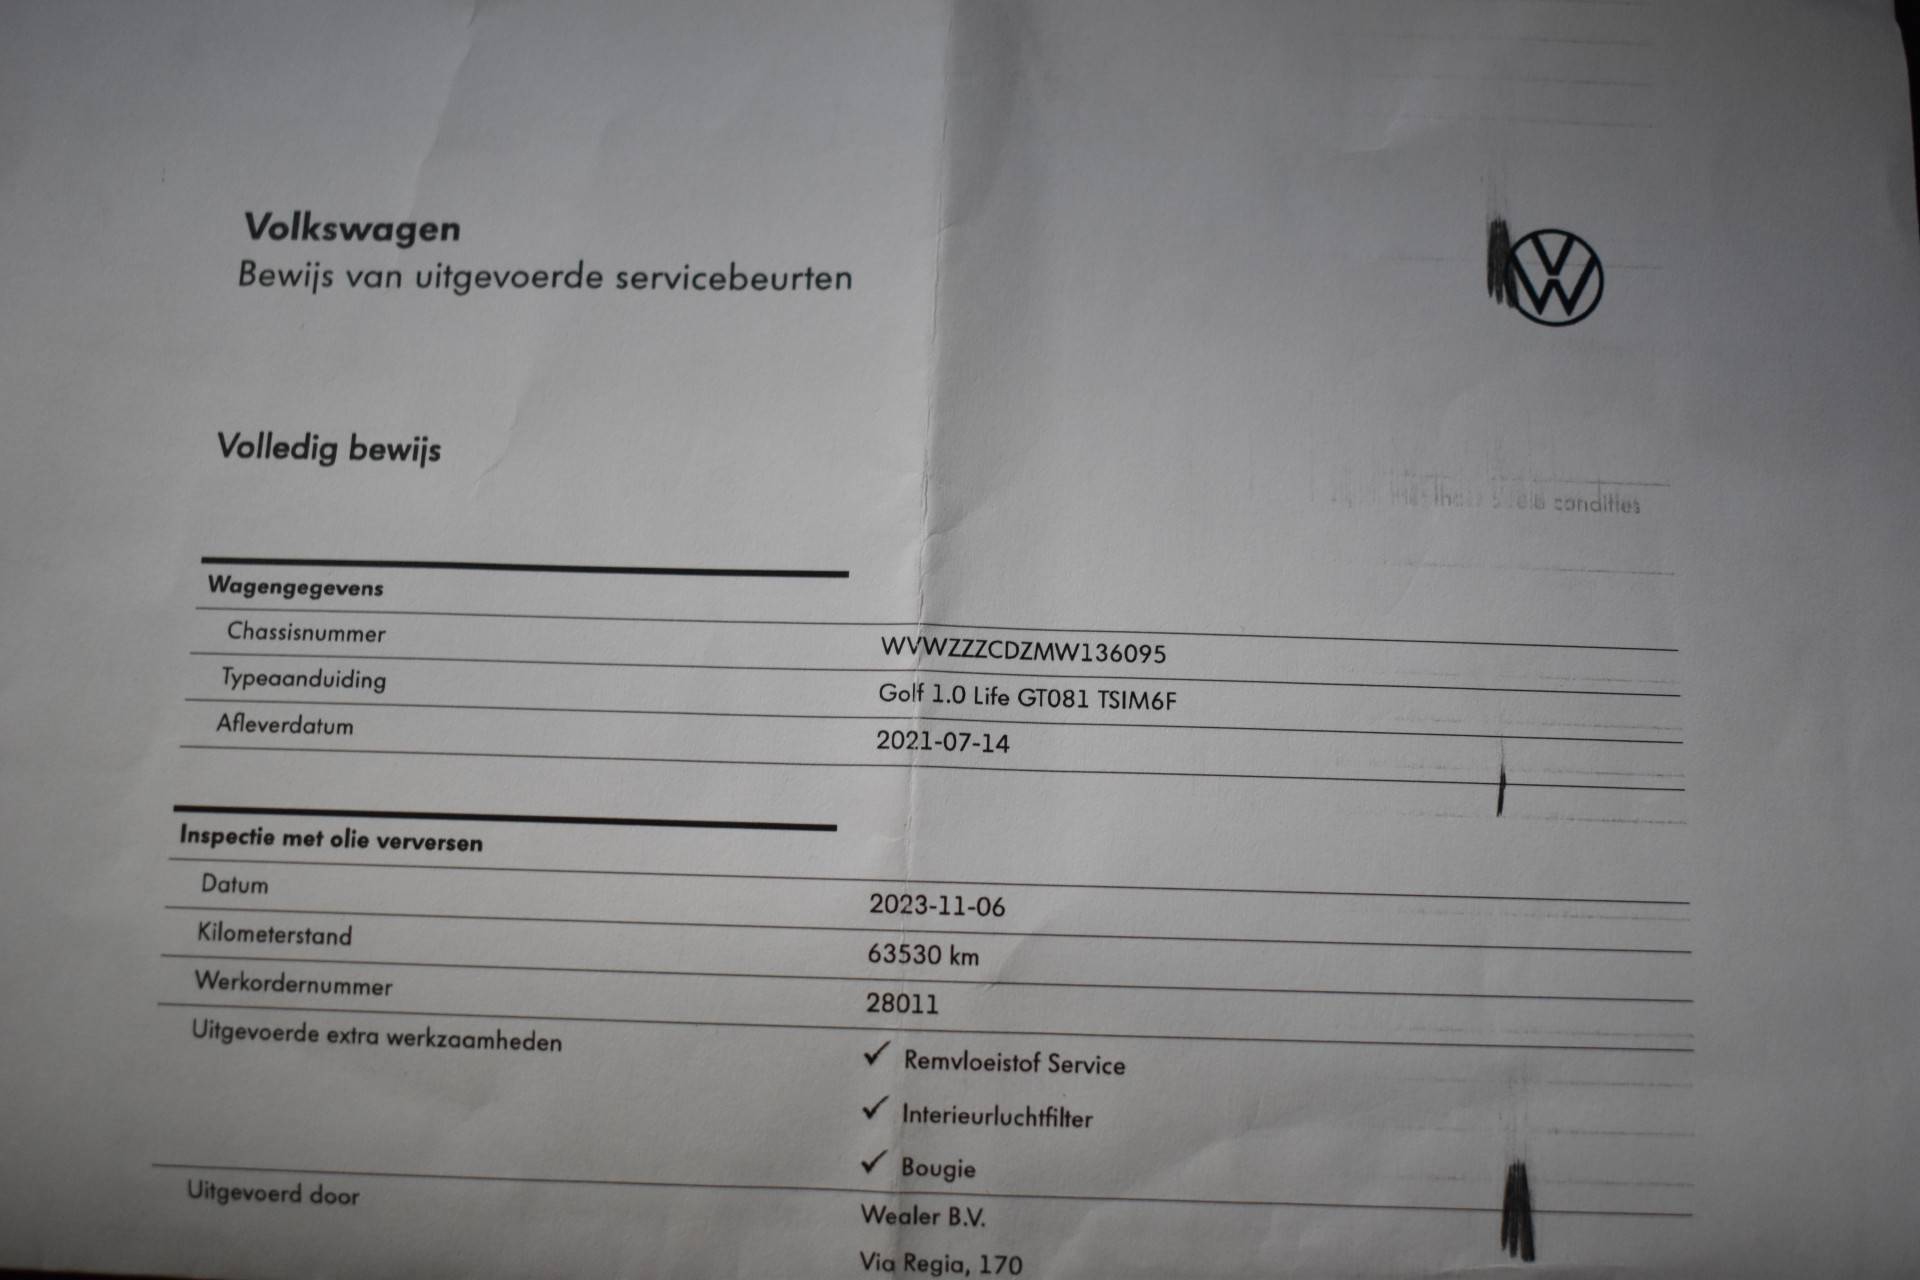 Volkswagen
Bewijs van uitgevoerde servicebeurten
Volledig bewijs
condities
Wagengegevens
Chassisnummer WVWZZZCDZMW136095
Typeaanduiding Golf 1.0 Life GT081 TSIM6F
Afleverdatum 2021-07-14
Inspectie met olie verversen
Datum 2023-11-06
Kilometerstand 63530 km
Werkordernummer 28011
Uitgevoerde extra werkzaamheden ✓ Remvloeistof Service
✓ Interieurluchtfilter
✓ Bougie
Uitgevoerd door Wealer B.V.
Via Regia, 170